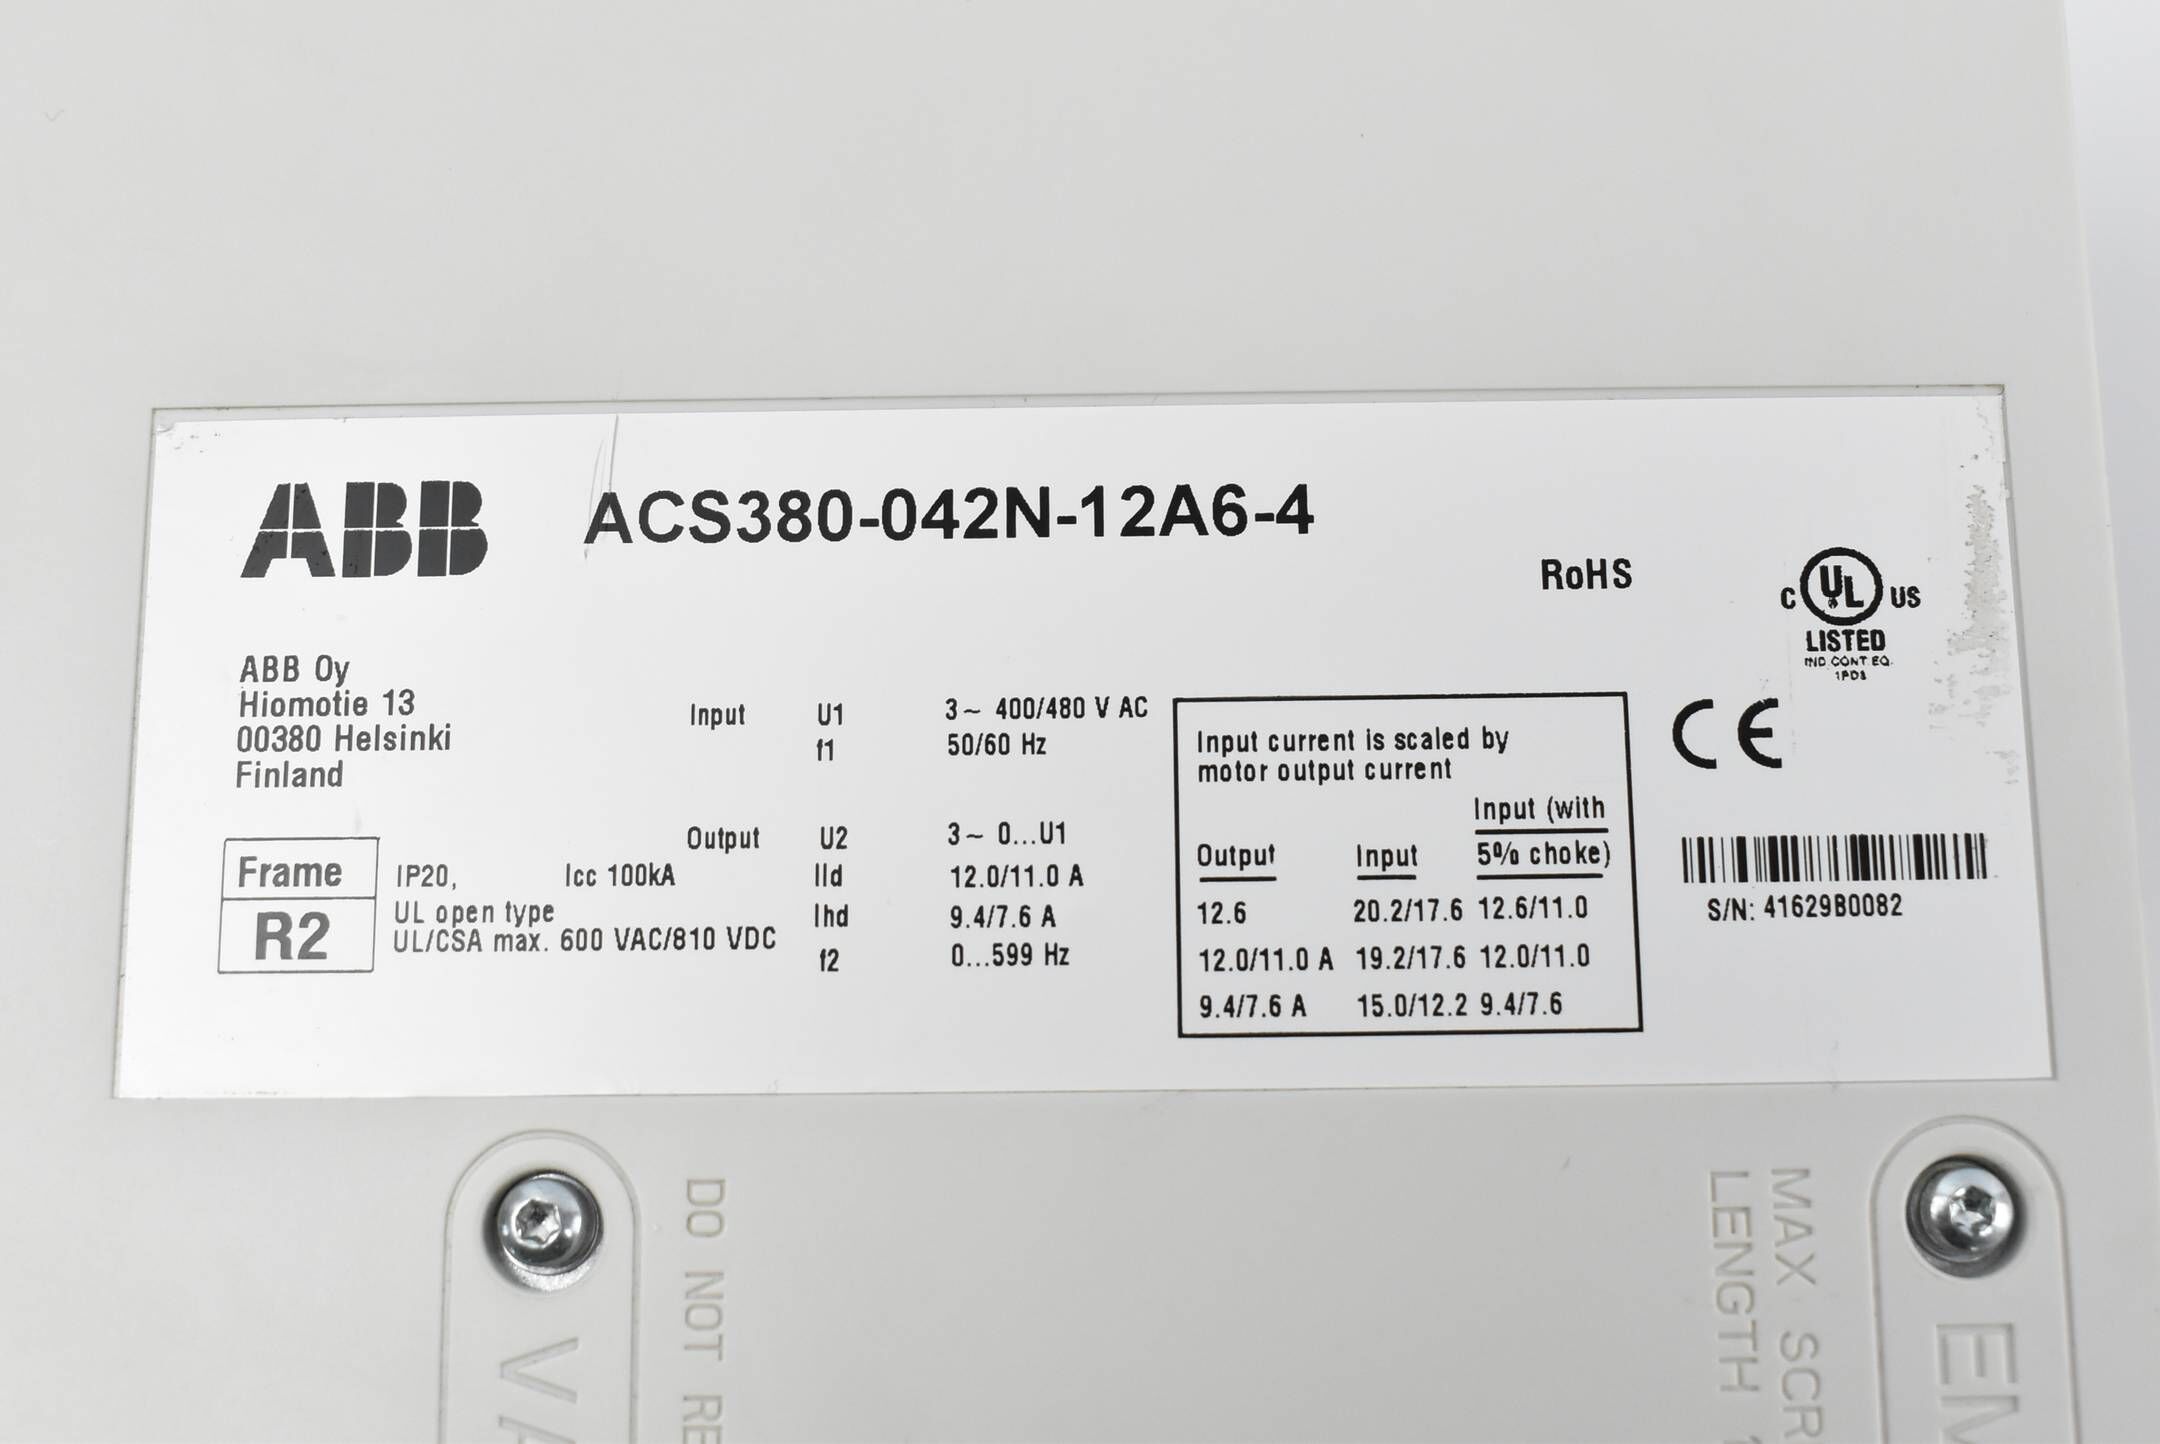 ABB ACS380-042N-12A6-4
RoHS
C UL US
LISTED
IND.CONT.EQ.
1PD8
ABB Oy
Hiomotie 13
00380 Helsinki
Finland
Input U1 3~ 400/480 V AC
f1 50/60 Hz
Output U2 3~ 0...U1
Frame
R2
IP20, Icc 100kA
UL open type
UL/CSA max. 600 VAC/810 VDC
Ild 12.0/11.0 A
Ihd 9.4/7.6 A
f2 0...599 Hz
Input current is scaled by
motor output current
Input (with
Output Input 5% choke)
12.6 20.2/17.6 12.6/11.0
12.0/11.0 A 19.2/17.6 12.0/11.0
9.4/7.6 A 15.0/12.2 9.4/7.6
CE
S/N: 41629B0082
DO NOT RE
MAX SCR
LENGTH
VA
EM